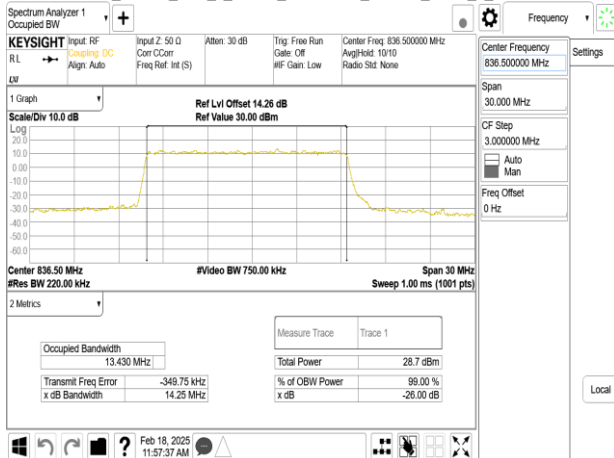 Spectrum Analyzer 1
Occupied BW
+
Frequency
KEYSIGHT
RL
LXI
Input: RF
Coupling: DC
Align: Auto
Input Z: 50 Ω
Corr CCorr
Freq Ref: Int (S)
Atten: 30 dB
Trig: Free Run
Gate: Off
#IF Gain: Low
Center Freq: 836.500000 MHz
Avg|Hold: 10/10
Radio Std: None
Center Frequency
836.500000 MHz
Settings
Span
30.000 MHz
CF Step
3.000000 MHz
Auto
Man
Freq Offset
0 Hz
Local
1 Graph
Scale/Div 10.0 dB
Ref Lvl Offset 14.26 dB
Ref Value 30.00 dBm
Log
20.0
10.0
0.00
-10.0
-20.0
-30.0
-40.0
-50.0
-60.0
Center 836.50 MHz
#Video BW 750.00 kHz
Span 30 MHz
#Res BW 220.00 kHz
Sweep 1.00 ms (1001 pts)
2 Metrics
Measure Trace Trace 1
Occupied Bandwidth
13.430 MHz
Total Power 28.7 dBm
Transmit Freq Error -349.75 kHz
% of OBW Power 99.00 %
x dB Bandwidth 14.25 MHz
x dB -26.00 dB
?
Feb 18, 2025
11:57:37 AM